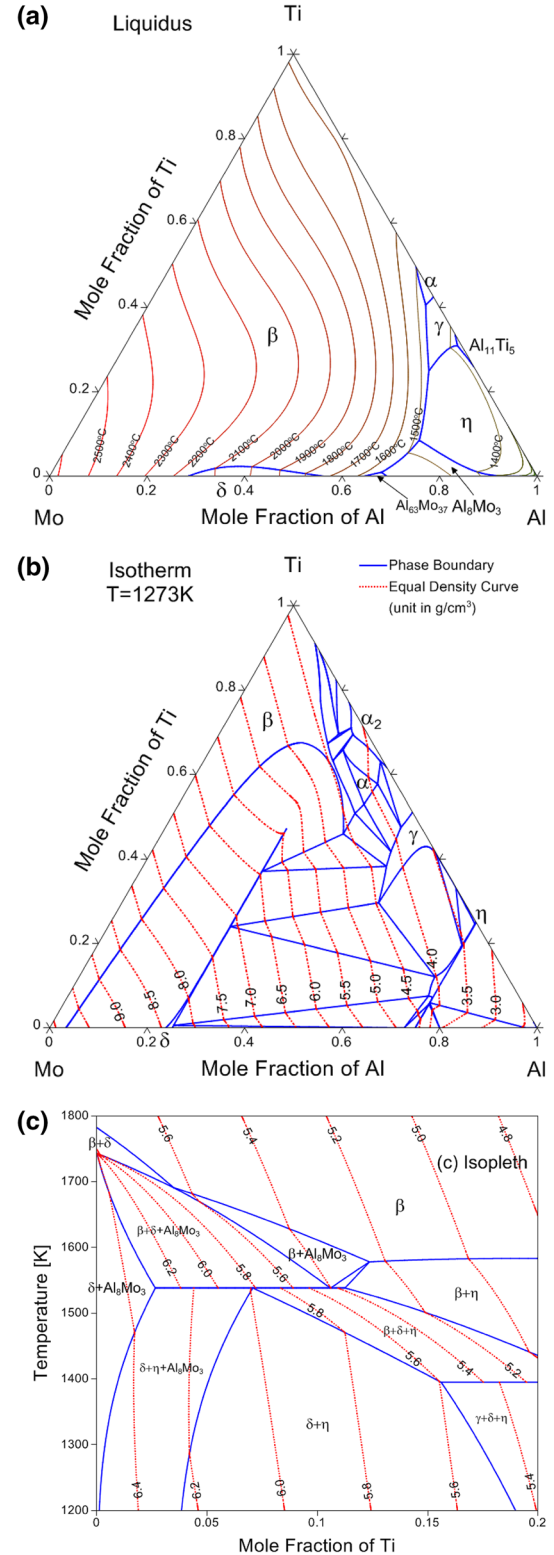 (a)
Liquidus
Ti
1
0.8
0.6
0.4
0.2
0
Mole Fraction of Ti
β
α
γ
Al11Ti5
η
2500°C
2400°C
2300°C
2200°C
2100°C
2000°C
1900°C
1800°C
1700°C
1600°C
1500°C
1400°C
δ
0.2
0.4
0.6
0.8
1
Al63Mo37
Al8Mo3
Mo
Mole Fraction of Al
Al
(b)
Isotherm
T=1273K
Ti
Phase Boundary
Equal Density Curve
(unit in g/cm3)
1
0.8
0.6
0.4
0.2
0
Mole Fraction of Ti
β
α2
α
γ
η
9.0
8.5
8.0
7.5
7.0
6.5
6.0
5.5
4.5
4.0
3.5
3.0
δ
0.2
0.4
0.6
0.8
1
Mo
Mole Fraction of Al
Al
(c)
(c) Isopleth
1800
1700
1600
1500
1400
1300
1200
Temperature [K]
β+δ
5.6
5.4
5.2
5.0
4.8
β
β+δ+Al8Mo3
β+Al8Mo3
6.2
6.0
5.8
5.6
δ+Al8Mo3
β+η
5.8
β+δ+η
5.6
5.4
5.2
δ+η+Al8Mo3
δ+η
γ+δ+η
6.4
6.2
6.0
5.8
5.6
5.4
0
0.05
0.1
0.15
0.2
Mole Fraction of Ti